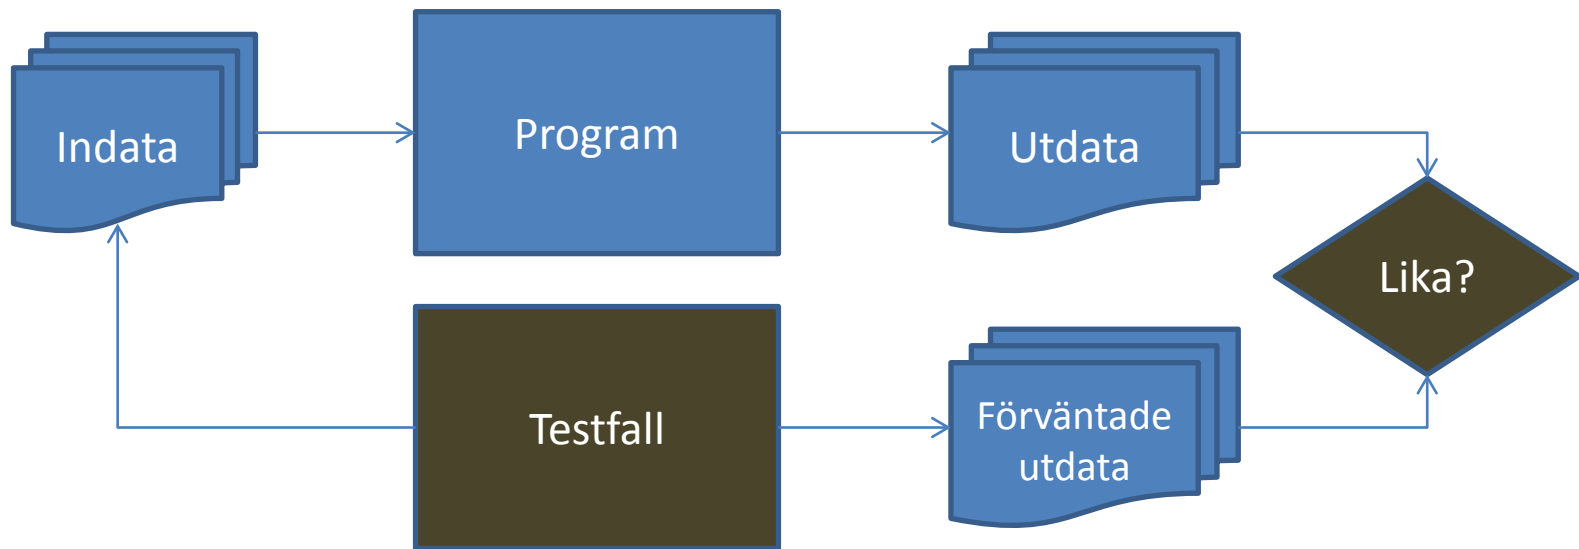 Indata
Program
Utdata
Lika?
Testfall
Förväntade
utdata